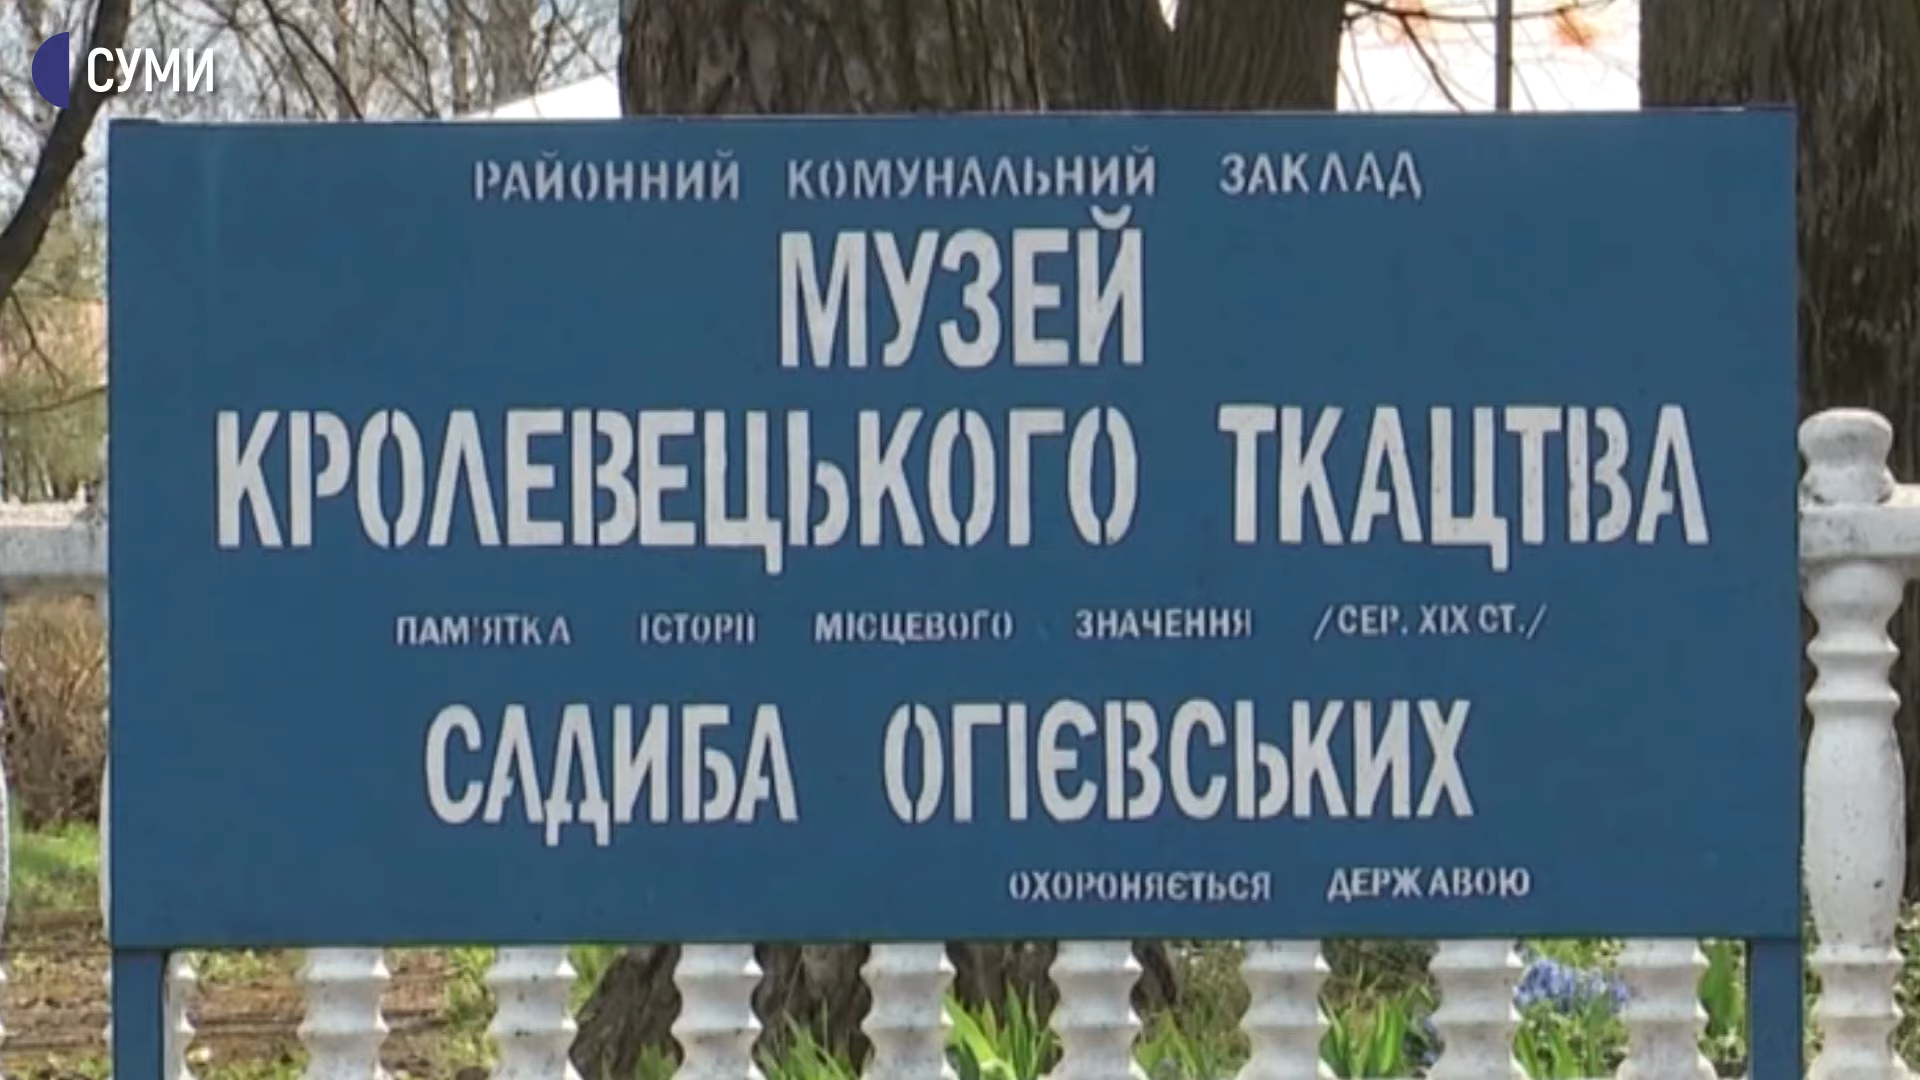 СУМИ
РАЙОННИЙ КОМУНАЛЬНИЙ ЗАКЛАД
МУЗЕЙ
КРОЛЕВЕЦЬКОГО ТКАЦТВА
ПАМ'ЯТКА ІСТОРІЇ МІСЦЕВОГО ЗНАЧЕННЯ /СЕР. XIX СТ./
САДИБА ОГІЄВСЬКИХ
ОХОРОНЯЄТЬСЯ ДЕРЖАВОЮ